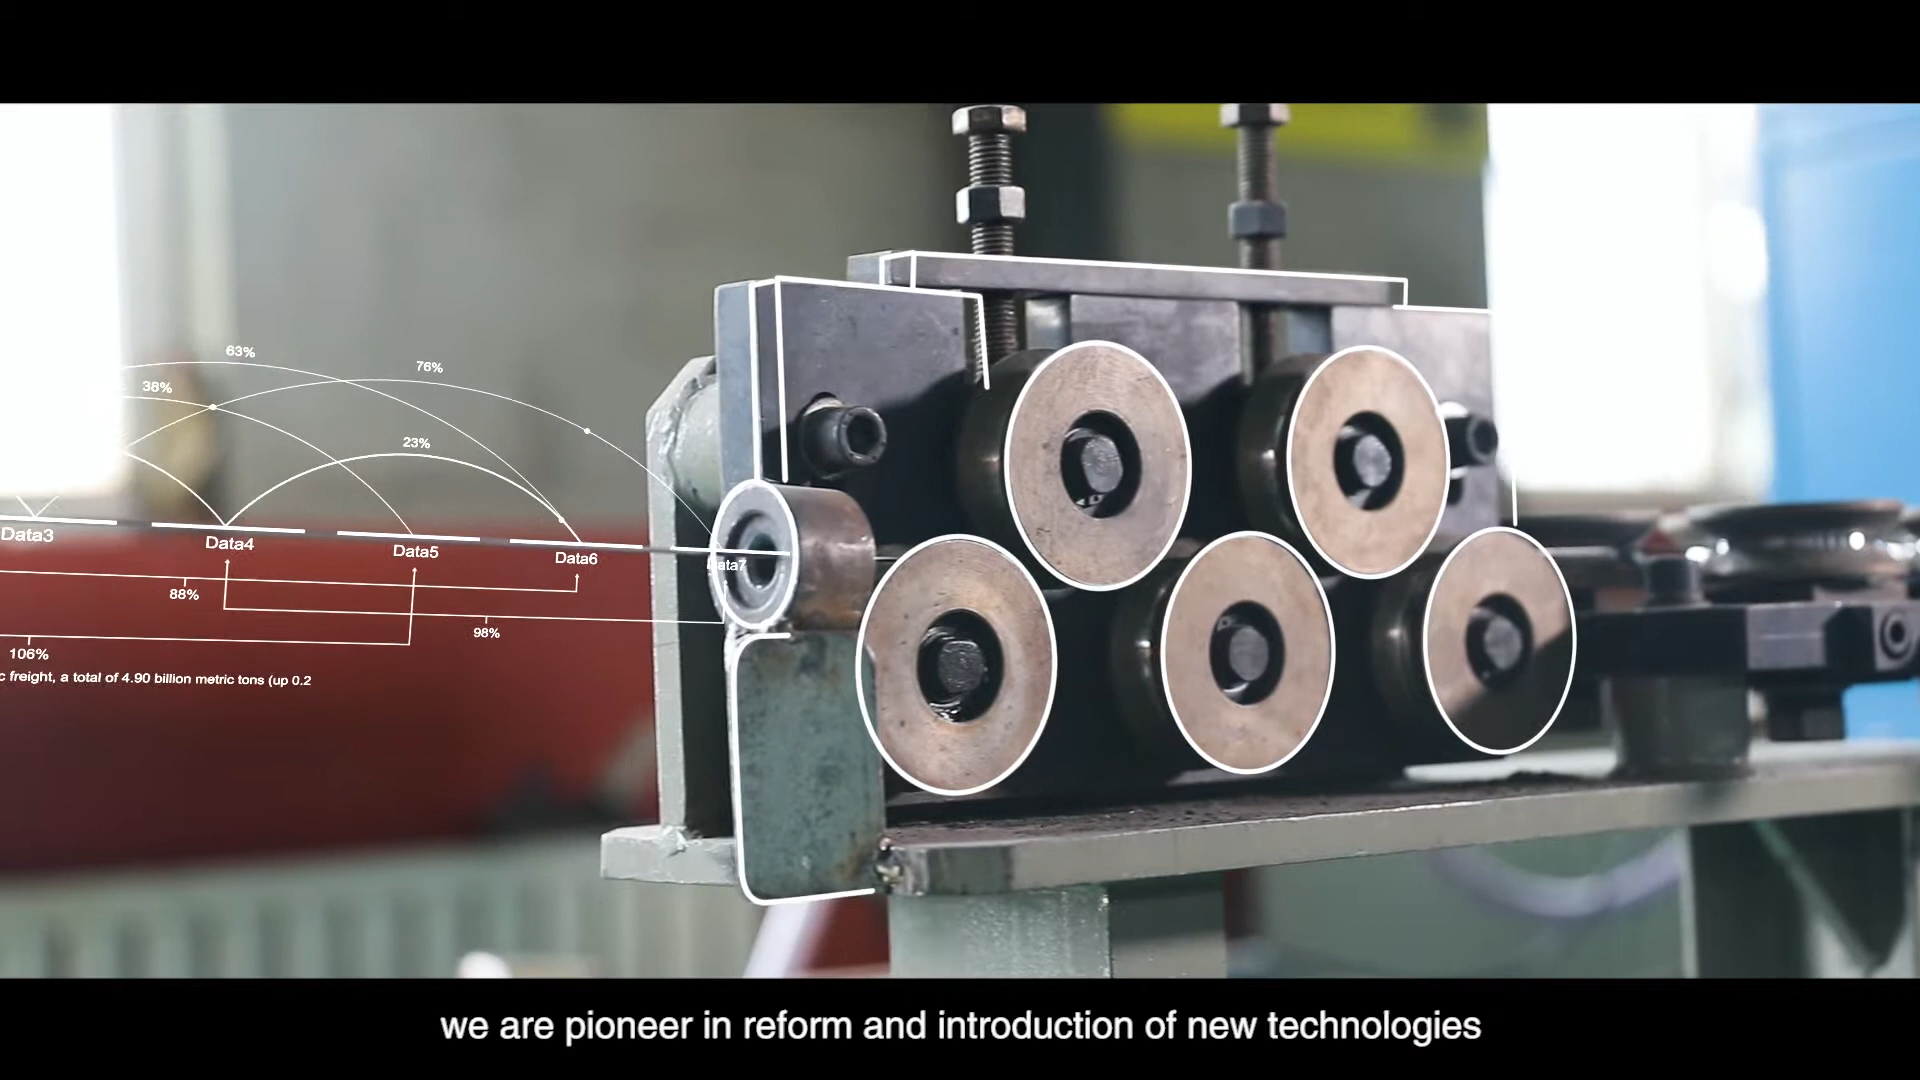 63%
76%
38%
23%
Data3
Data4
Data5
Data6
ata7
88%
98%
106%
c freight, a total of 4.90 billion metric tons (up 0.2
we are pioneer in reform and introduction of new technologies